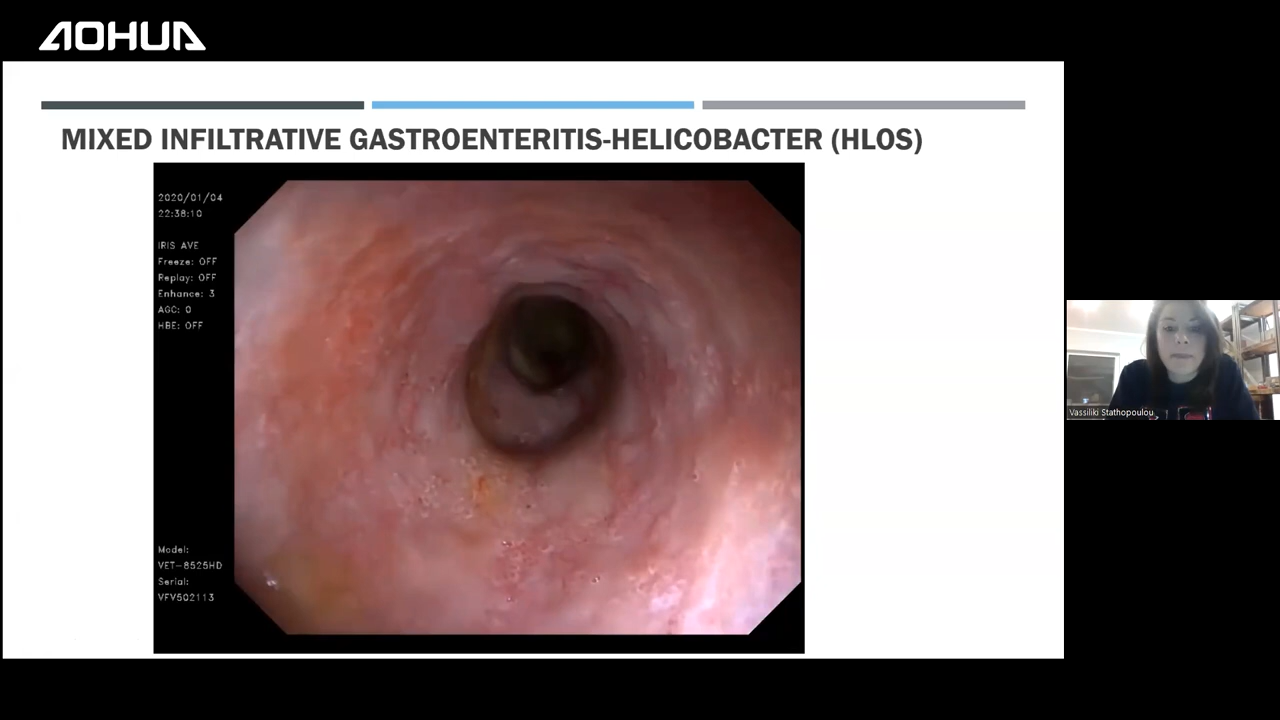 AOHUA
MIXED INFILTRATIVE GASTROENTERITIS-HELICOBACTER (HLOS)
2020/01/04
22:38:10
IRIS AVE
Freeze: OFF
Replay: OFF
Enhance: 3
AGC: 0
HBE: OFF
Model:
VET-8525HD
Serial:
VFV502113
Vassiliki Stathopoulou